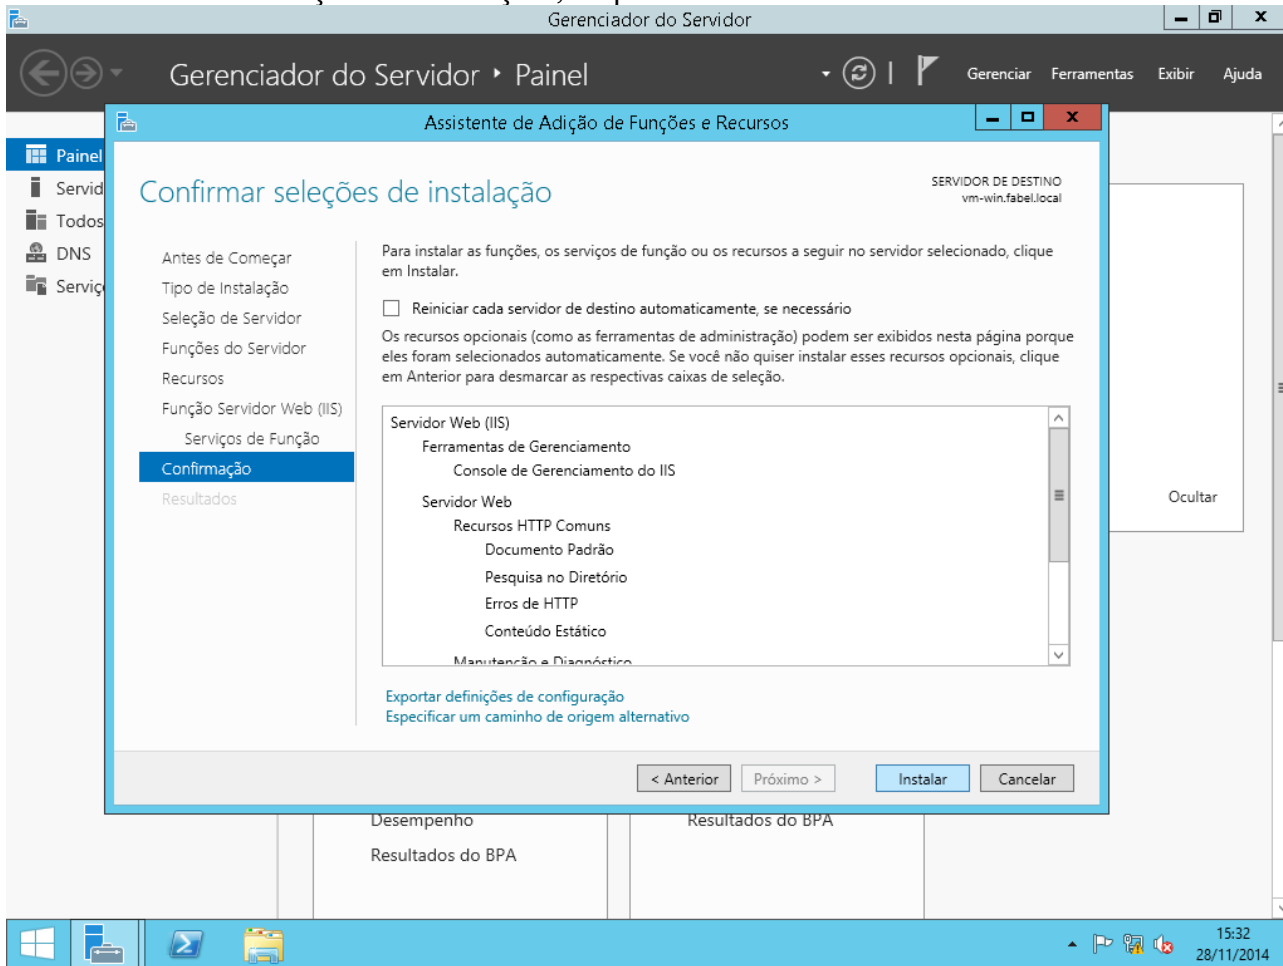 Gerenciador do Servidor
Gerenciador do Servidor • Painel
Gerenciar Ferramentas Exibir Ajuda
Assistente de Adição de Funções e Recursos
Painel
Servid
Todos
DNS
Serviç
Confirmar seleções de instalação
SERVIDOR DE DESTINO
vm-win.fabel.local
Antes de Começar
Tipo de Instalação
Seleção de Servidor
Funções do Servidor
Recursos
Função Servidor Web (IIS)
Serviços de Função
Confirmação
Resultados
Para instalar as funções, os serviços de função ou os recursos a seguir no servidor selecionado, clique
em Instalar.
Reiniciar cada servidor de destino automaticamente, se necessário
Os recursos opcionais (como as ferramentas de administração) podem ser exibidos nesta página porque
eles foram selecionados automaticamente. Se você não quiser instalar esses recursos opcionais, clique
em Anterior para desmarcar as respectivas caixas de seleção.
Servidor Web (IIS)
Ferramentas de Gerenciamento
Console de Gerenciamento do IIS
Servidor Web
Recursos HTTP Comuns
Documento Padrão
Pesquisa no Diretório
Erros de HTTP
Conteúdo Estático
Manutenção e Diagnóstico
Exportar definições de configuração
Especificar um caminho de origem alternativo
Ocultar
< Anterior Próximo > Instalar Cancelar
Desempenho
Resultados do BPA
Resultados do BPA
15:32
28/11/2014